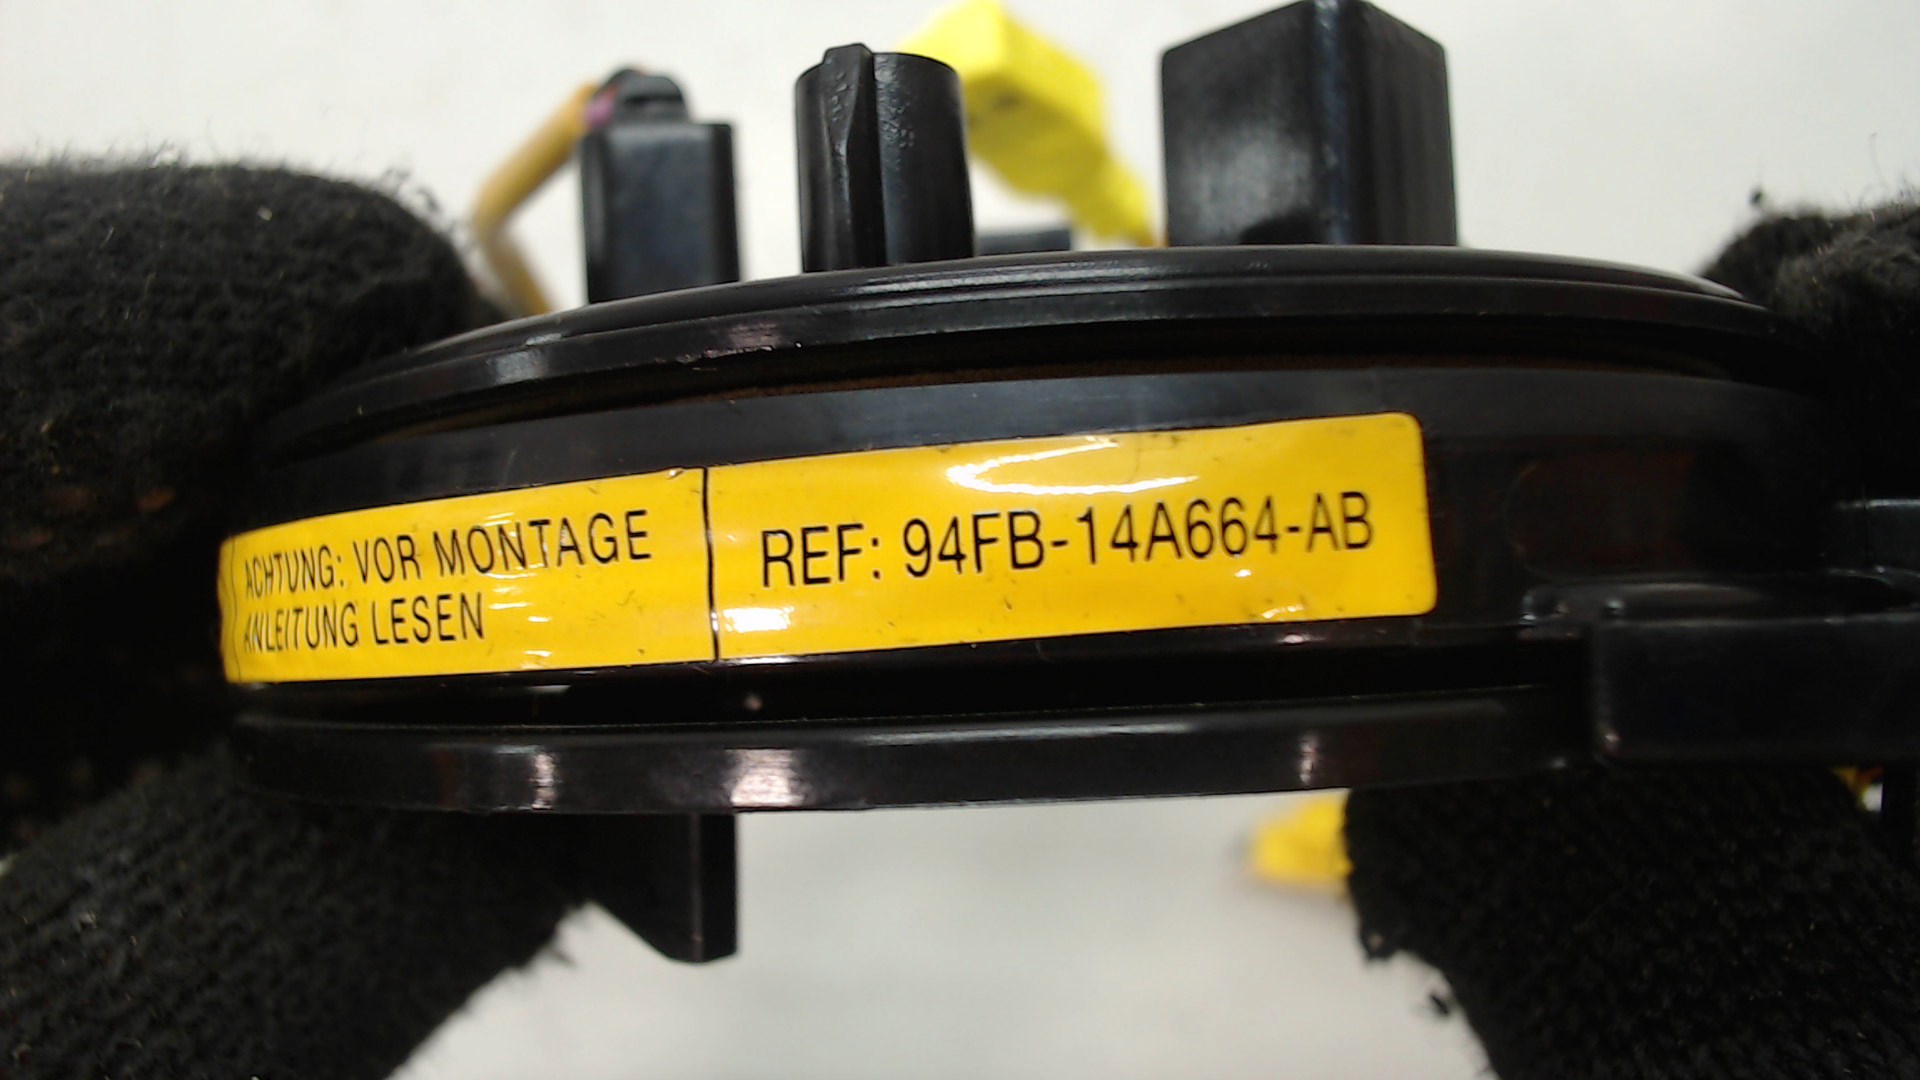 ACHTUNG: VOR MONTAGE
ANLEITUNG LESEN
REF: 94FB-14A664-AB